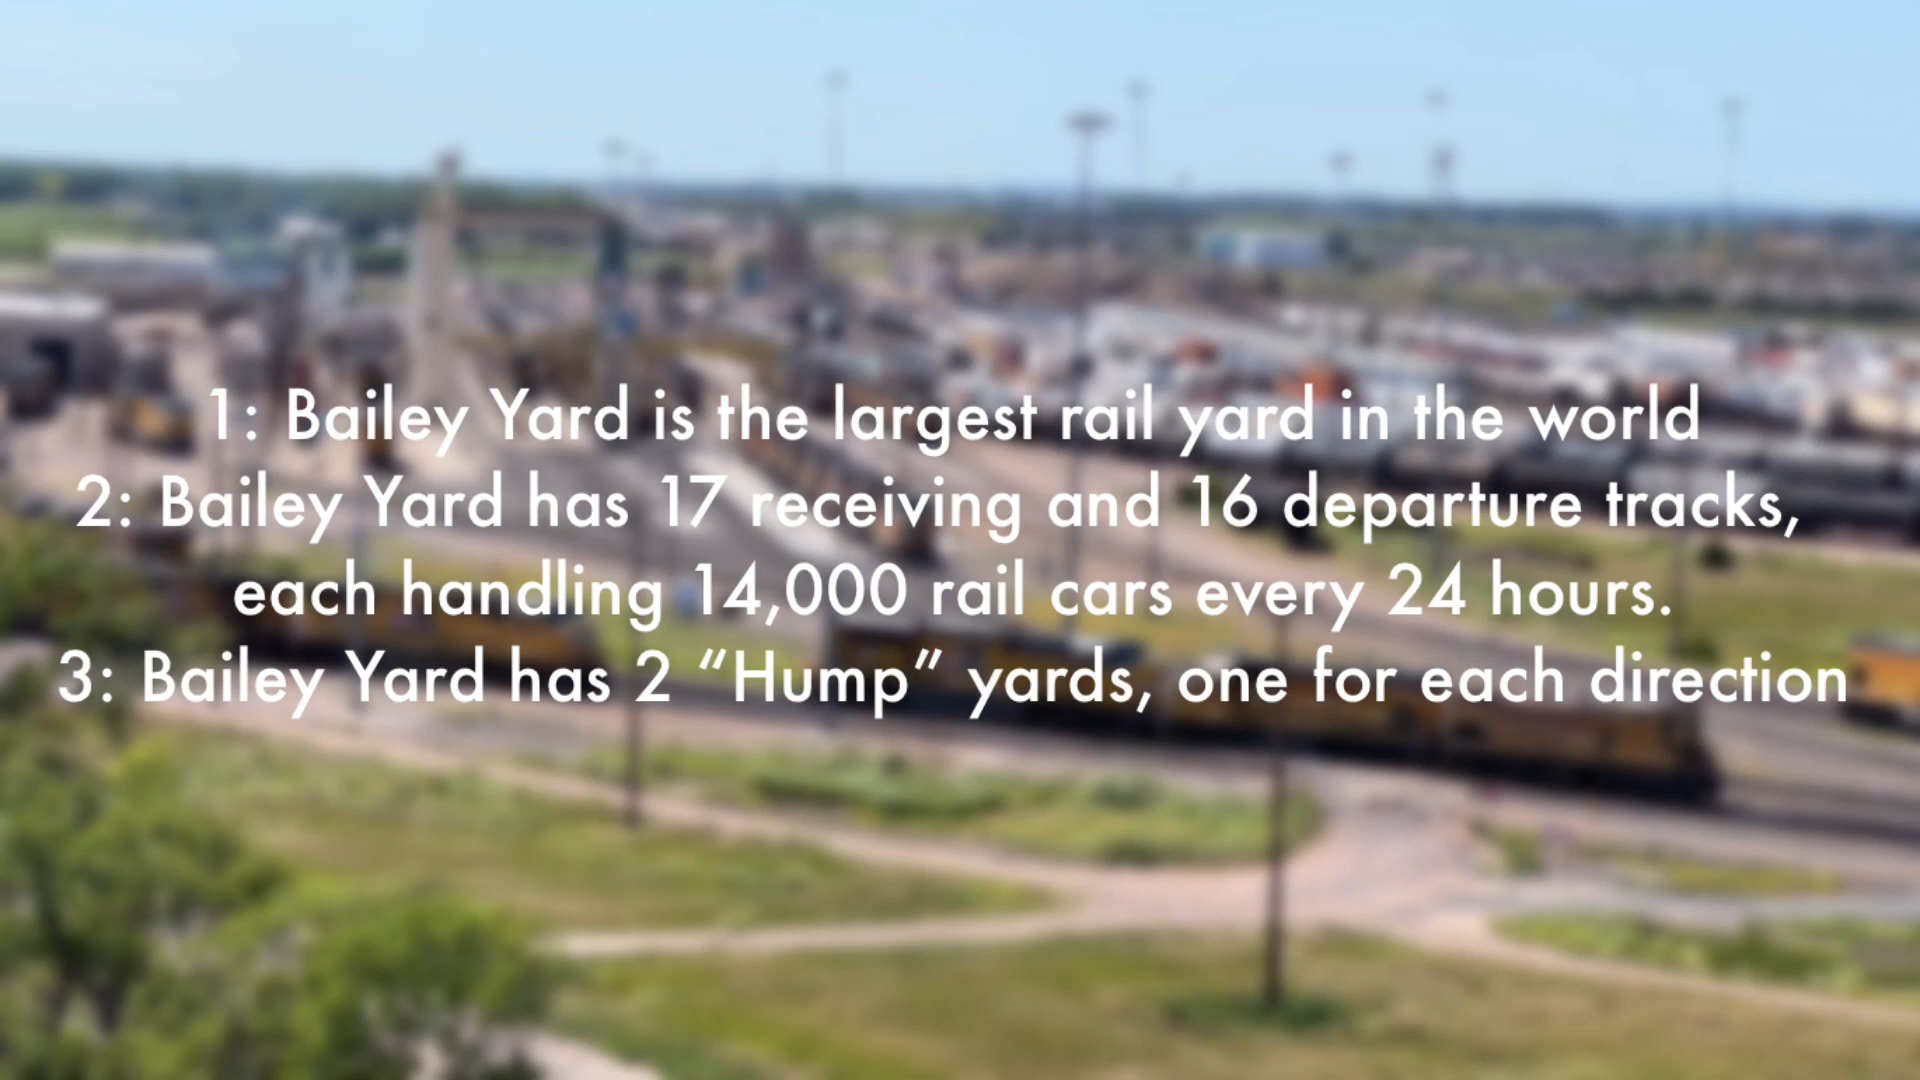 1: Bailey Yard is the largest rail yard in the world
2: Bailey Yard has 17 receiving and 16 departure tracks,
each handling 14,000 rail cars every 24 hours.
3: Bailey Yard has 2 “Hump” yards, one for each direction